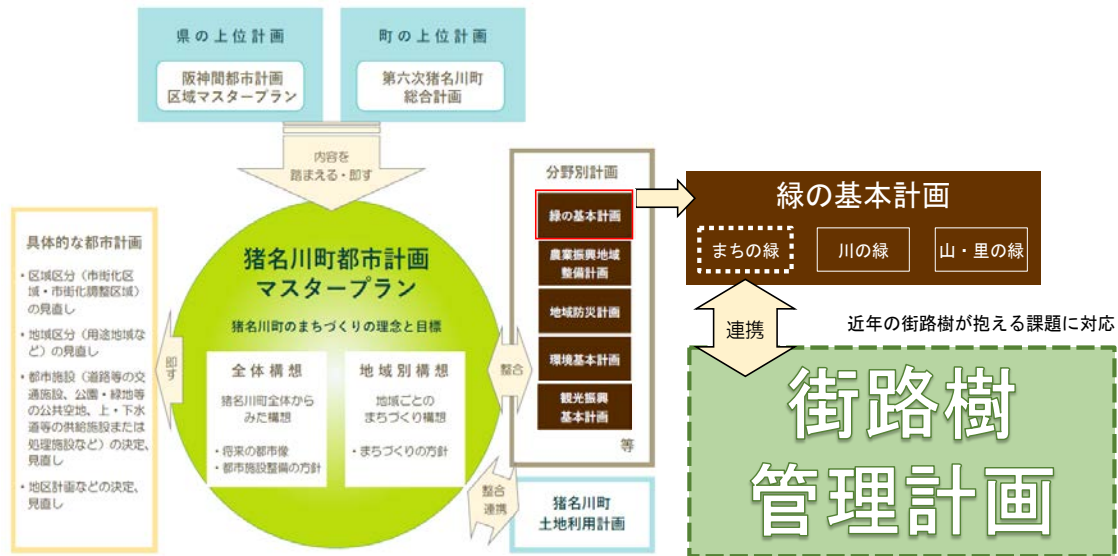 県の上位計画
阪神間都市計画
区域マスタープラン
町の上位計画
第六次猪名川町
総合計画
内容を
踏まえる・即す
具体的な都市計画
・区域区分（市街化区
域・市街化調整区域）
の見直し
・地域区分（用途地域な
ど）の見直し
・都市施設（道路等の交
通施設、公園・緑地等
の公共空地、上・下水
道等の供給施設または
処理施設など）の決定、
見直し
・地区計画などの決定、
見直し
即す
猪名川町都市計画
マスタープラン
猪名川町のまちづくりの理念と目標
全体構想
猪名川町全体から
みた構想
・将来の都市像
・都市施設整備の方針
地域別構想
地域ごとの
まちづくり構想
・まちづくりの方針
整合
整合
連携
分野別計画
緑の基本計画
農業振興地域
整備計画
地域防災計画
環境基本計画
観光振興
基本計画
等
猪名川町
土地利用計画
緑の基本計画
まちの緑
川の緑
山・里の緑
連携
近年の街路樹が抱える課題に対応
街路樹
管理計画